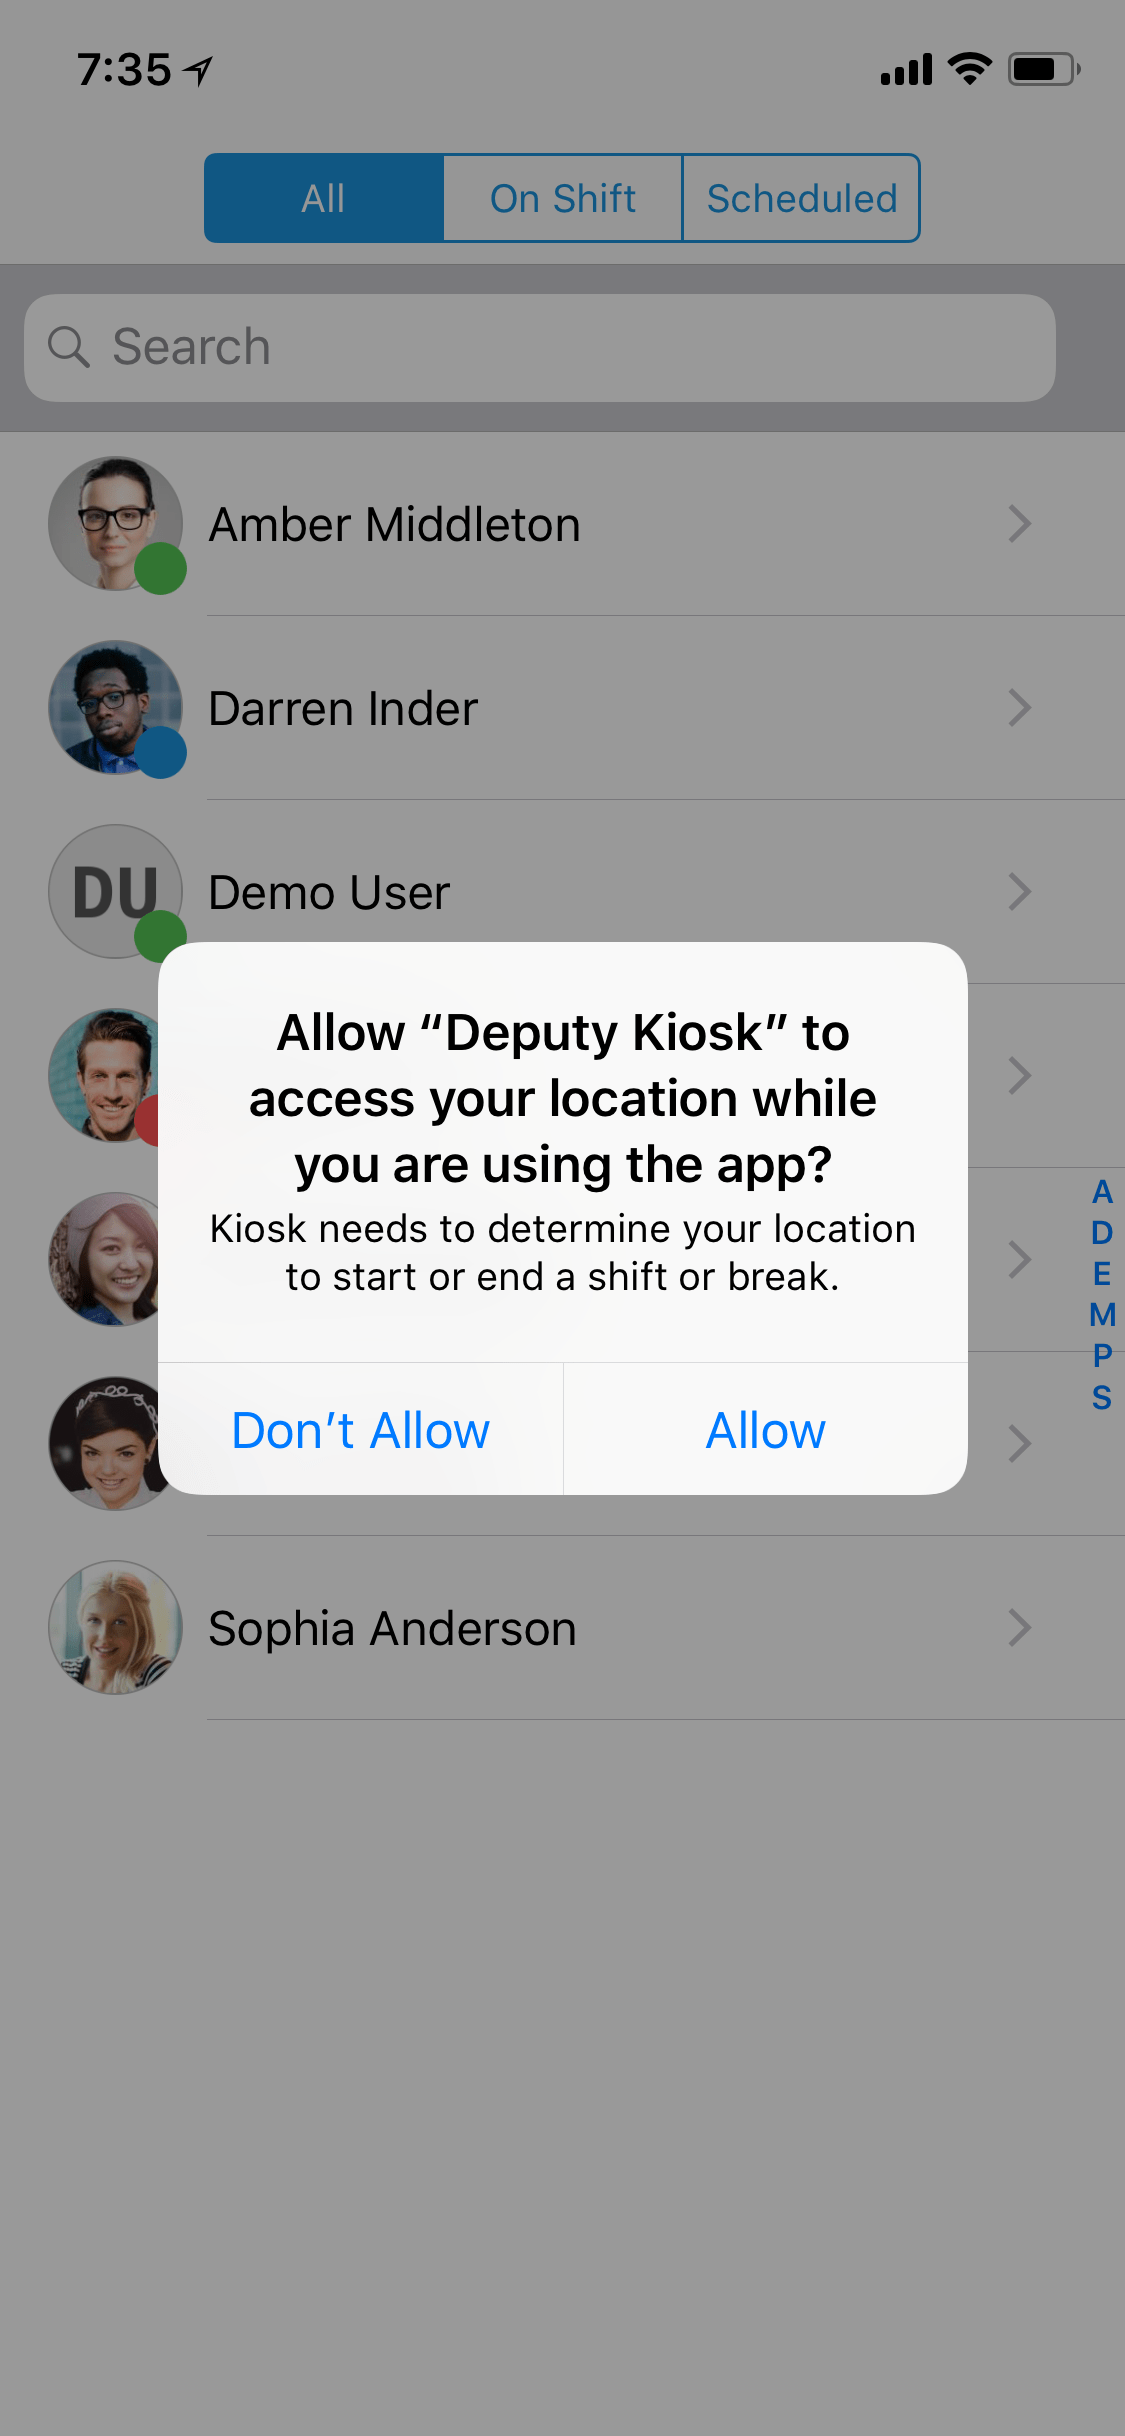 7:35
All On Shift Scheduled
Search
Amber Middleton
Darren Inder
DU Demo User
Allow “Deputy Kiosk” to
access your location while
you are using the app?
Kiosk needs to determine your location
to start or end a shift or break.
Don’t Allow Allow
A
D
E
M
P
S
Sophia Anderson